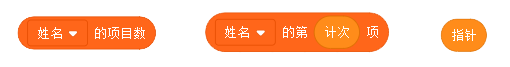 姓名 的项目数
姓名 的第 计次 项
指针